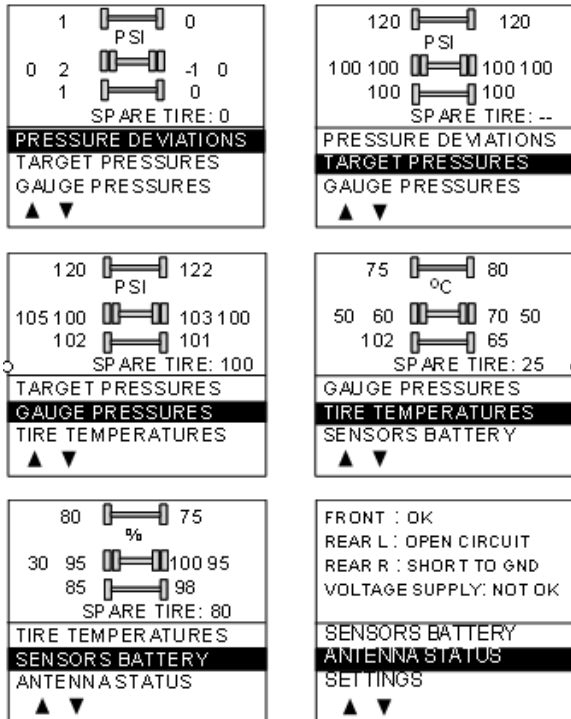 1 0
PSI
0 2 -1 0
1 0
SPARE TIRE: 0
PRESSURE DEVIATIONS
TARGET PRESSURES
GAUGE PRESSURES
120 120
PSI
100 100 100 100
100 100
SPARE TIRE: --
PRESSURE DEVIATIONS
TARGET PRESSURES
GAUGE PRESSURES
120 122
PSI
105 100 103 100
102 101
SPARE TIRE: 100
TARGET PRESSURES
GAUGE PRESSURES
TIRE TEMPERATURES
75 80
ºC
50 60 70 50
102 65
SPARE TIRE: 25
GAUGE PRESSURES
TIRE TEMPERATURES
SENSORS BATTERY
80 75
%
30 95 100 95
85 98
SPARE TIRE: 80
TIRE TEMPERATURES
SENSORS BATTERY
ANTENNA STATUS
FRONT : OK
REAR L : OPEN CIRCUIT
REAR R : SHORT TO GND
VOLTAGE SUPPLY: NOT OK
SENSORS BATTERY
ANTENNA STATUS
SETTINGS